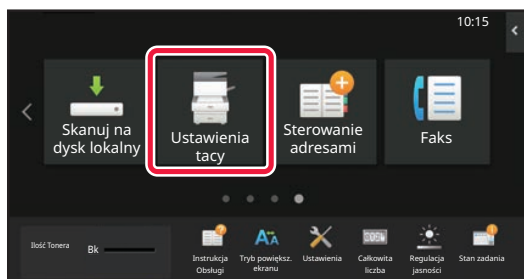 10:15
Skanuj na
dysk lokalny
Ustawienia
tacy
Sterowanie
adresami
Faks
Ilość Tonera
Bk
Instrukcja
Obsługi
Tryb powiększ.
ekranu
Ustawienia
Całkowita
liczba
Regulacja
jasności
Stan zadania